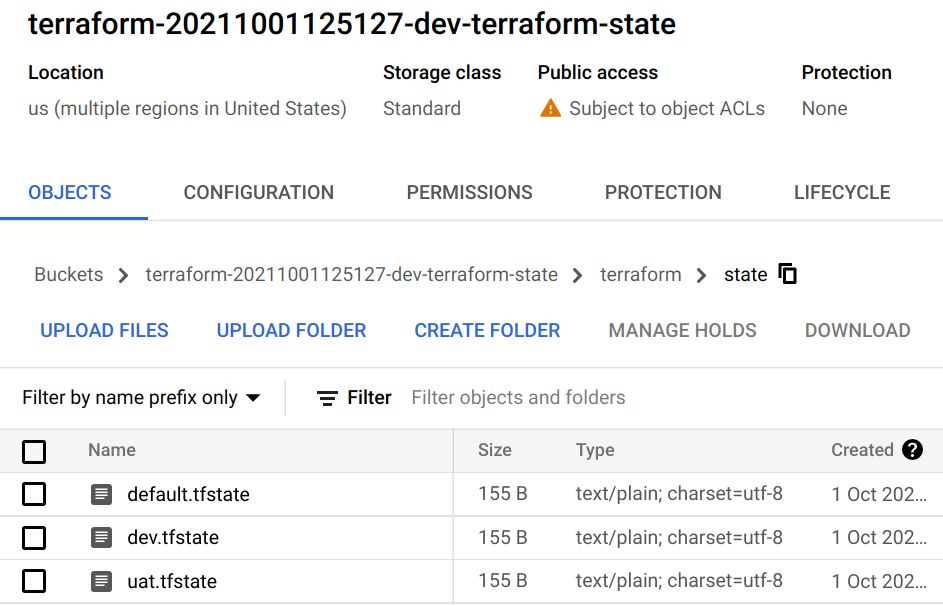 terraform-20211001125127-dev-terraform-state
Location Storage class Public access Protection
us (multiple regions in United States) Standard Subject to object ACLs None
OBJECTS CONFIGURATION PERMISSIONS PROTECTION LIFECYCLE
Buckets > terraform-20211001125127-dev-terraform-state > terraform > state
UPLOAD FILES UPLOAD FOLDER CREATE FOLDER MANAGE HOLDS DOWNLOAD
Filter by name prefix only Filter Filter objects and folders
Name Size Type Created ?
default.tfstate 155 B text/plain; charset=utf-8 1 Oct 202...
dev.tfstate 155 B text/plain; charset=utf-8 1 Oct 202...
uat.tfstate 155 B text/plain; charset=utf-8 1 Oct 202...